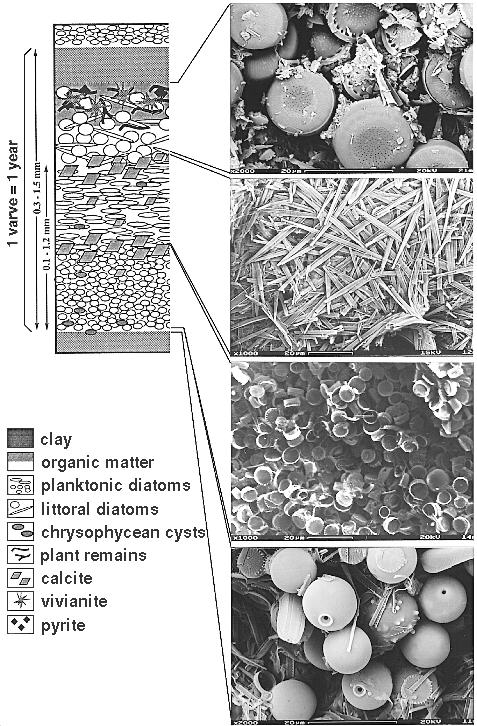 1 varve = 1 year
0.3 - 1.5 mm
0.1 - 1.2 mm
x1000 20µm 20kV
x1000 20µm 15kV
x2000 20µm 20kV
x2000 20µm 20kV
clay
organic matter
planktonic diatoms
littoral diatoms
chrysophycean cysts
plant remains
calcite
vivianite
pyrite